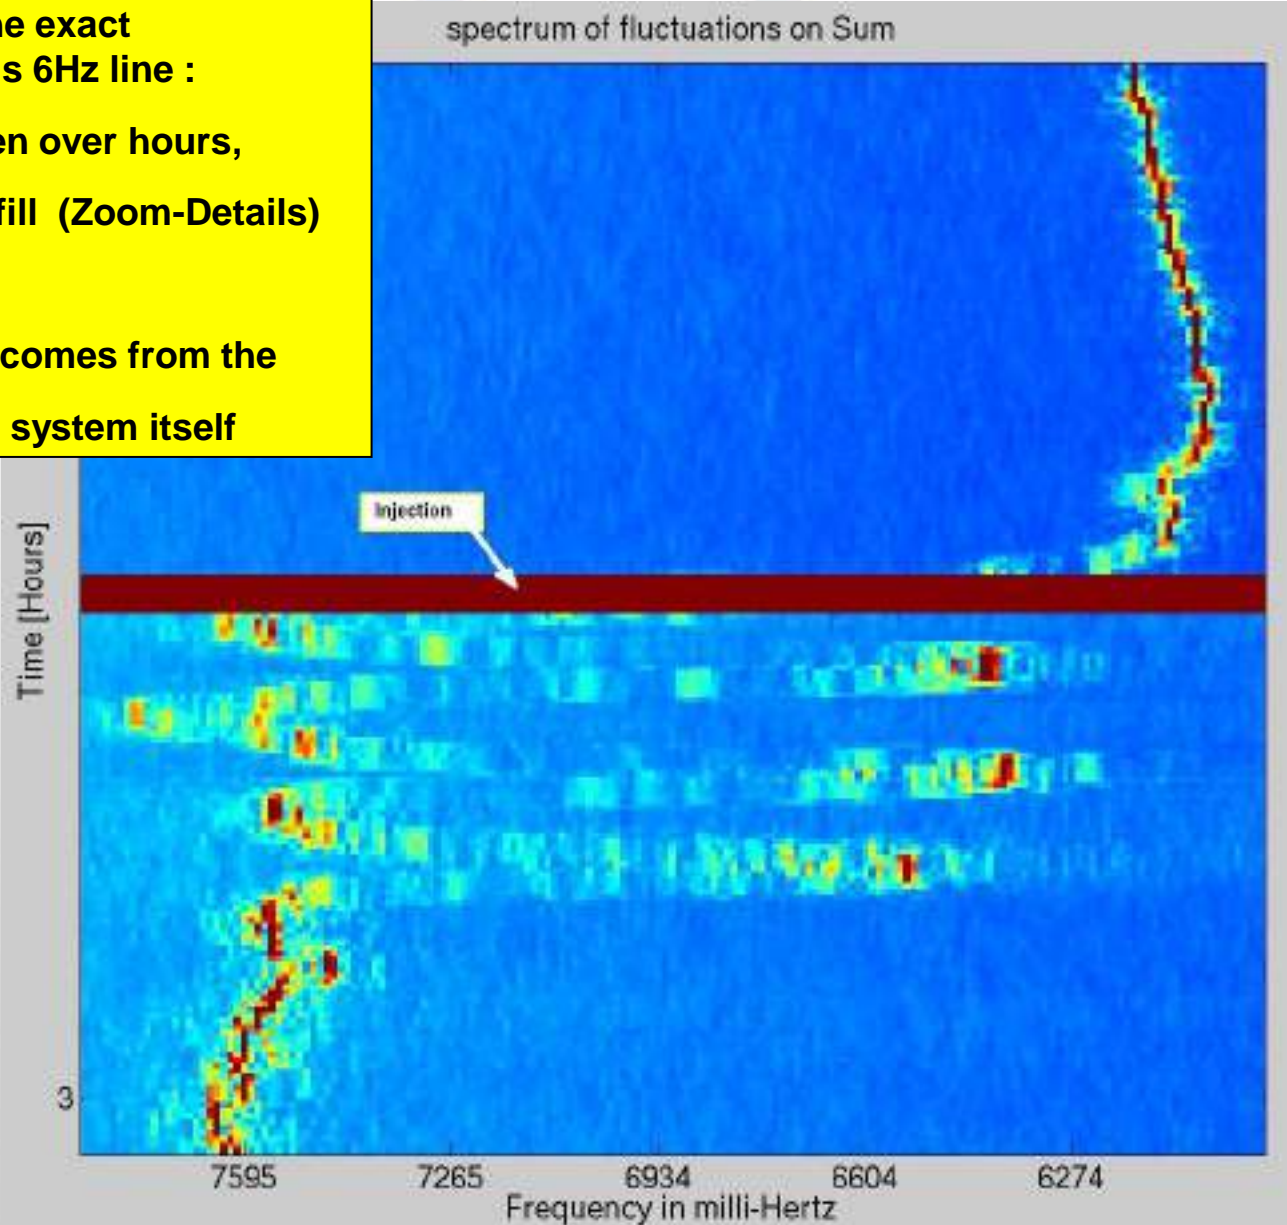 ne exact
s 6Hz line :
en over hours,
fill (Zoom-Details)
comes from the
system itself
spectrum of fluctuations on Sum
Injection
Time [Hours]
3
7595 7265 6934 6604 6274
Frequency in milli-Hertz